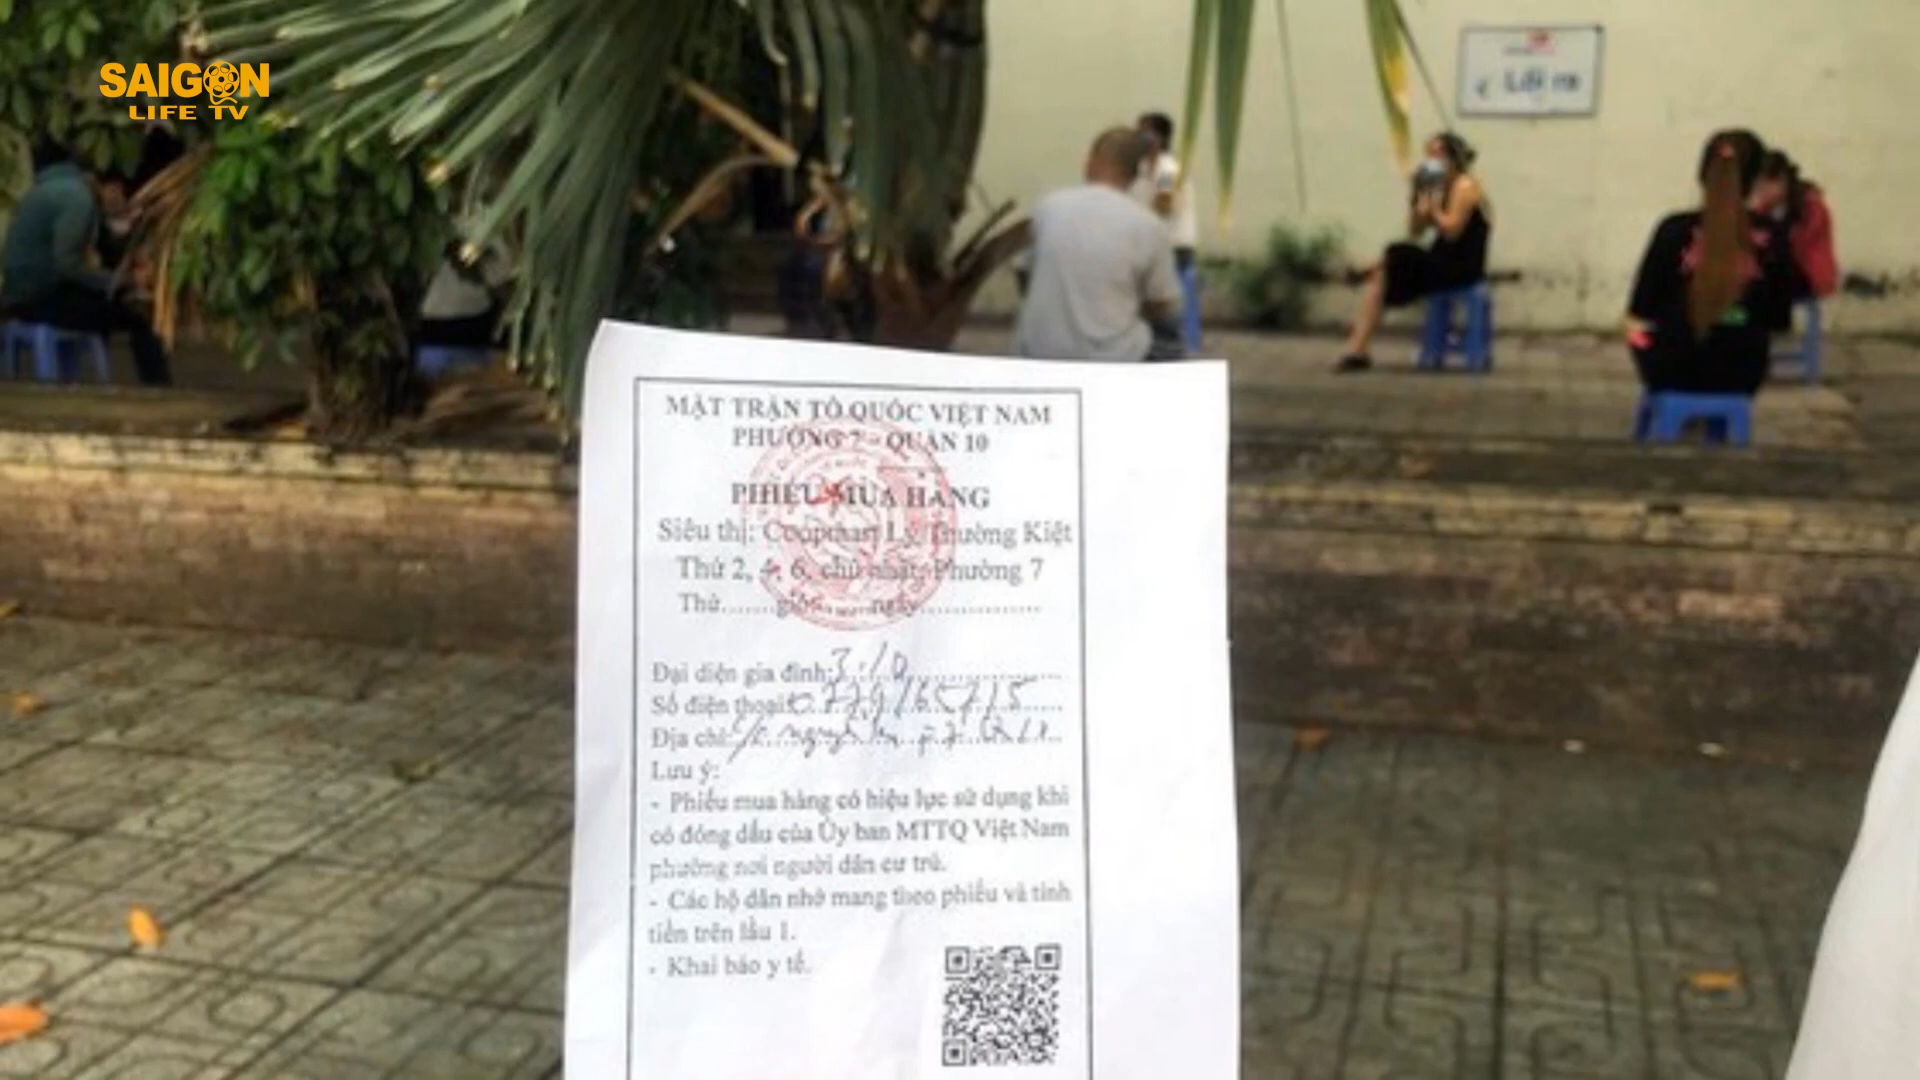 SAIGON
LIFE TV
Lối ra
MẶT TRẬN TỔ QUỐC VIỆT NAM
PHƯỜNG 7 - QUẬN 10
PHIẾU MUA HÀNG
Siêu thị: Coopmart Lý Thường Kiệt
Thứ 2, 4, 6, chủ nhật: Phường 7
Thứ.......giờ.......ngày................
Đại diện gia đình: 3:10
Số điện thoại: 0779165715
Địa chỉ:
Lưu ý:
- Phiếu mua hàng có hiệu lực sử dụng khi
có đóng dấu của Ủy ban MTTQ Việt Nam
phường nơi người dân cư trú.
- Các hộ dân nhớ mang theo phiếu và tính
tiền trên lầu 1.
- Khai báo y tế.